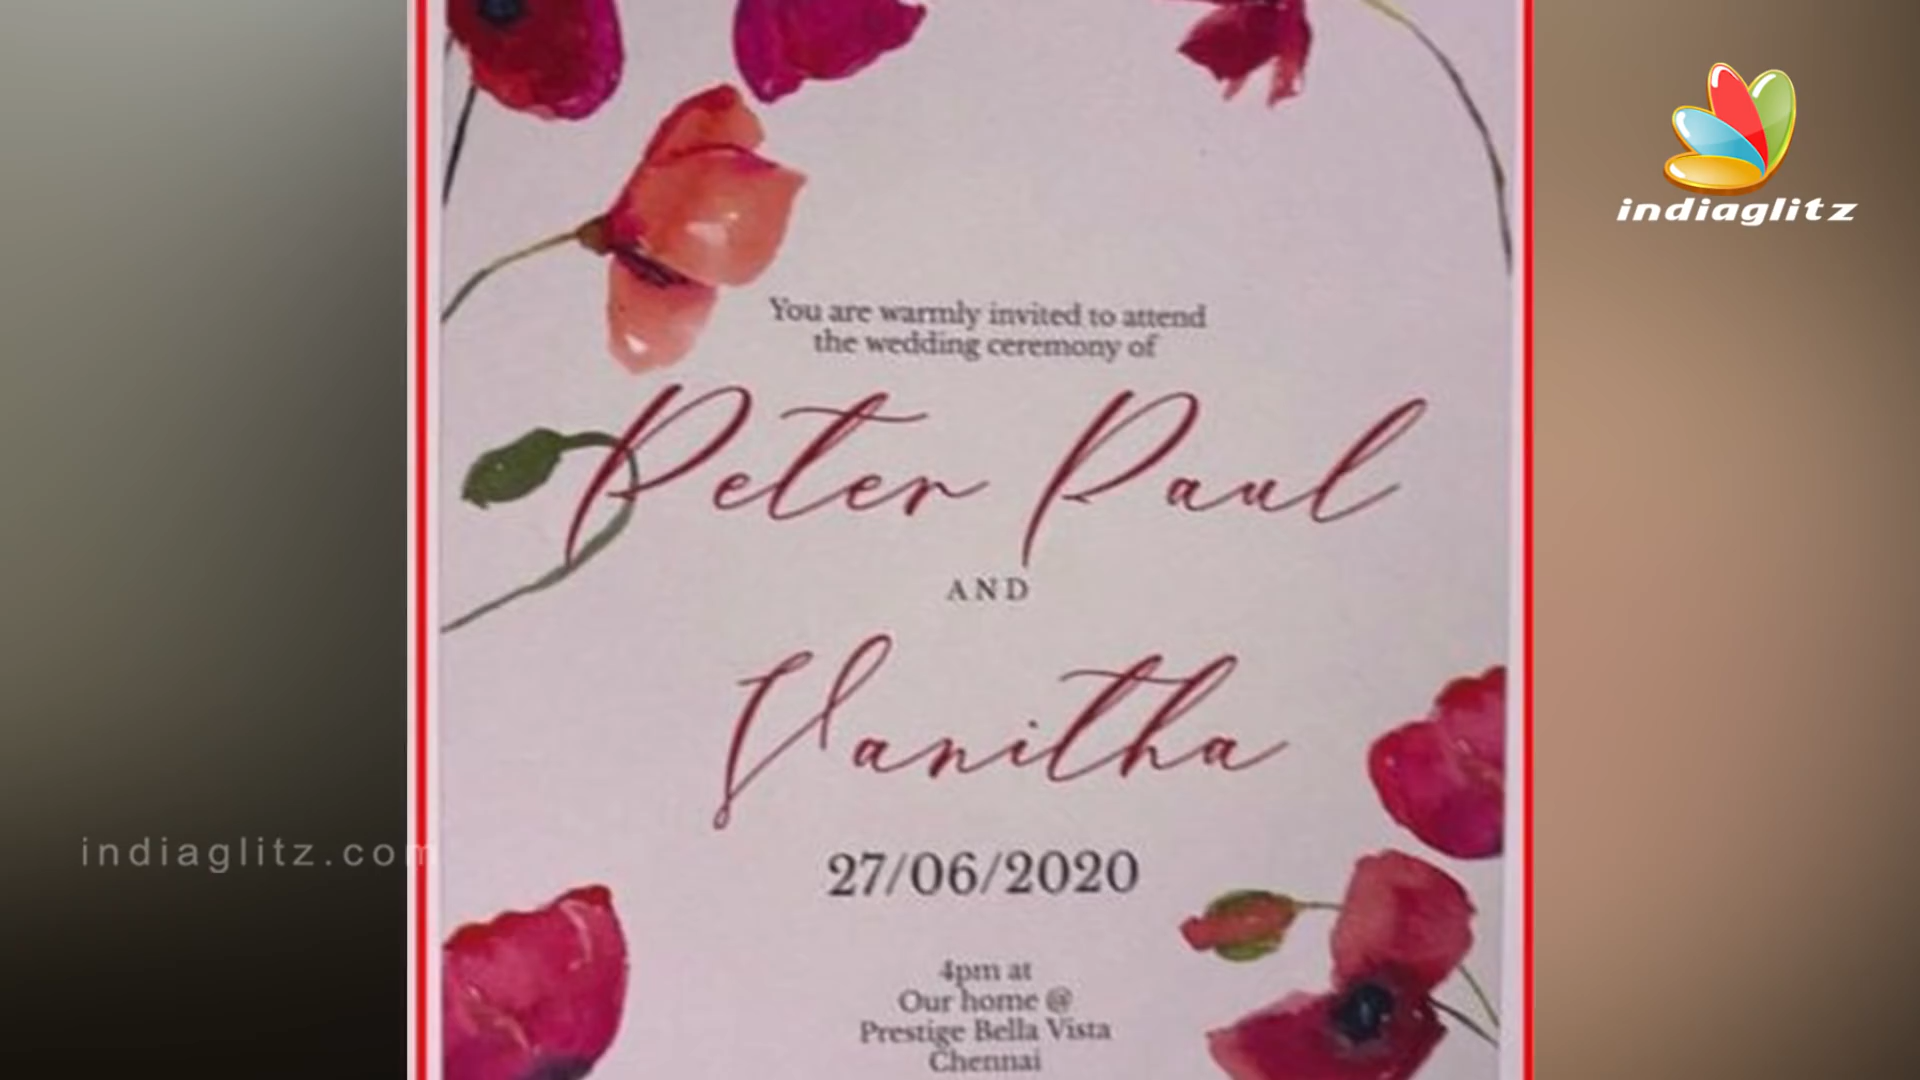 indiaglitz
You are warmly invited to attend
the wedding ceremony of
Peter Paul
AND
Vanitha
indiaglitz.com
27/06/2020
4pm at
Our home @
Prestige Bella Vista
Chennai